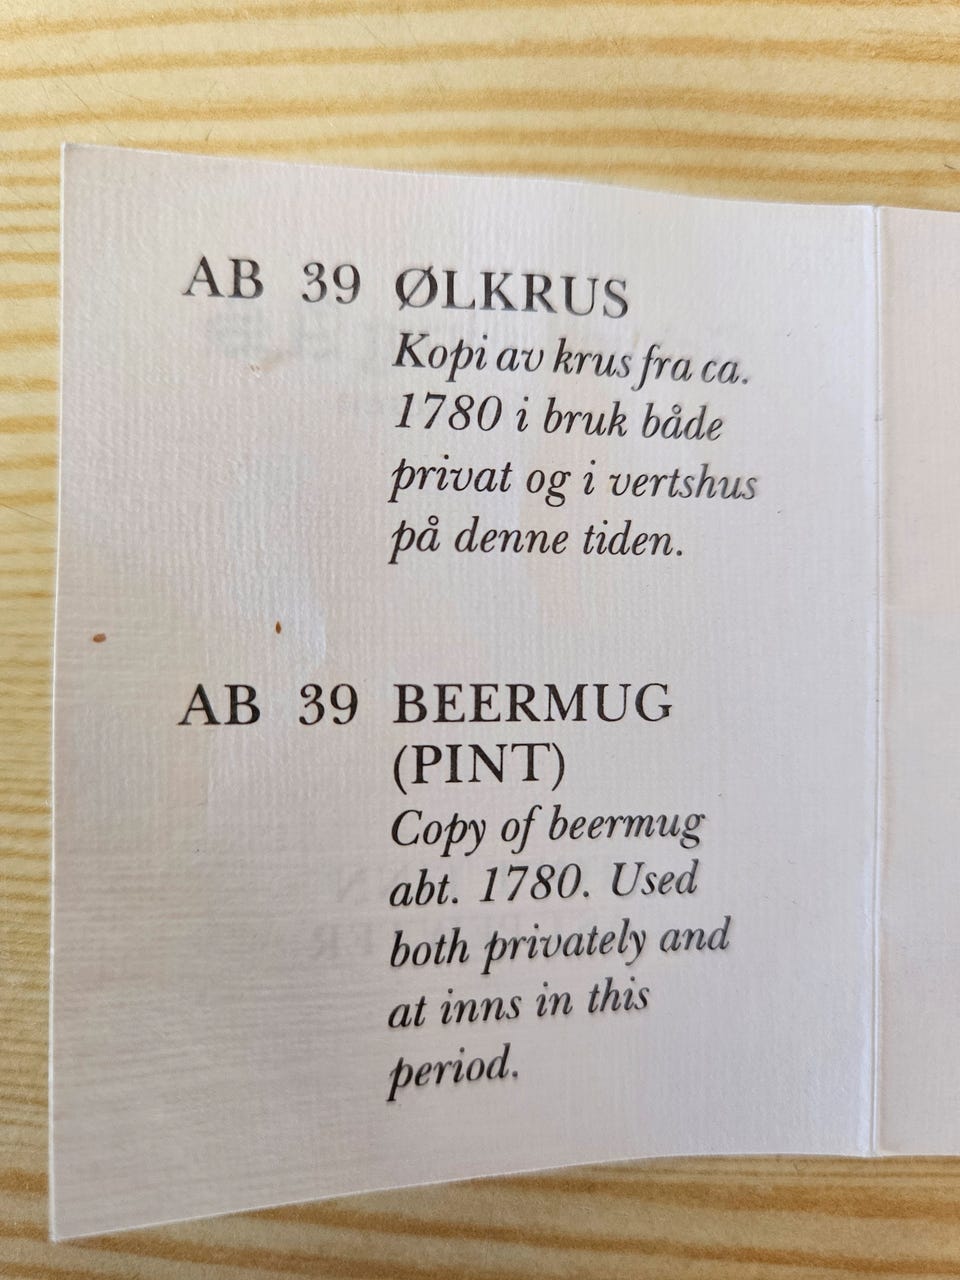 AB 39 ØLKRUS
Kopi av krus fra ca.
1780 i bruk både
privat og i vertshus
på denne tiden.
AB 39 BEERMUG
(PINT)
Copy of beermug
abt. 1780. Used
both privately and
at inns in this
period.